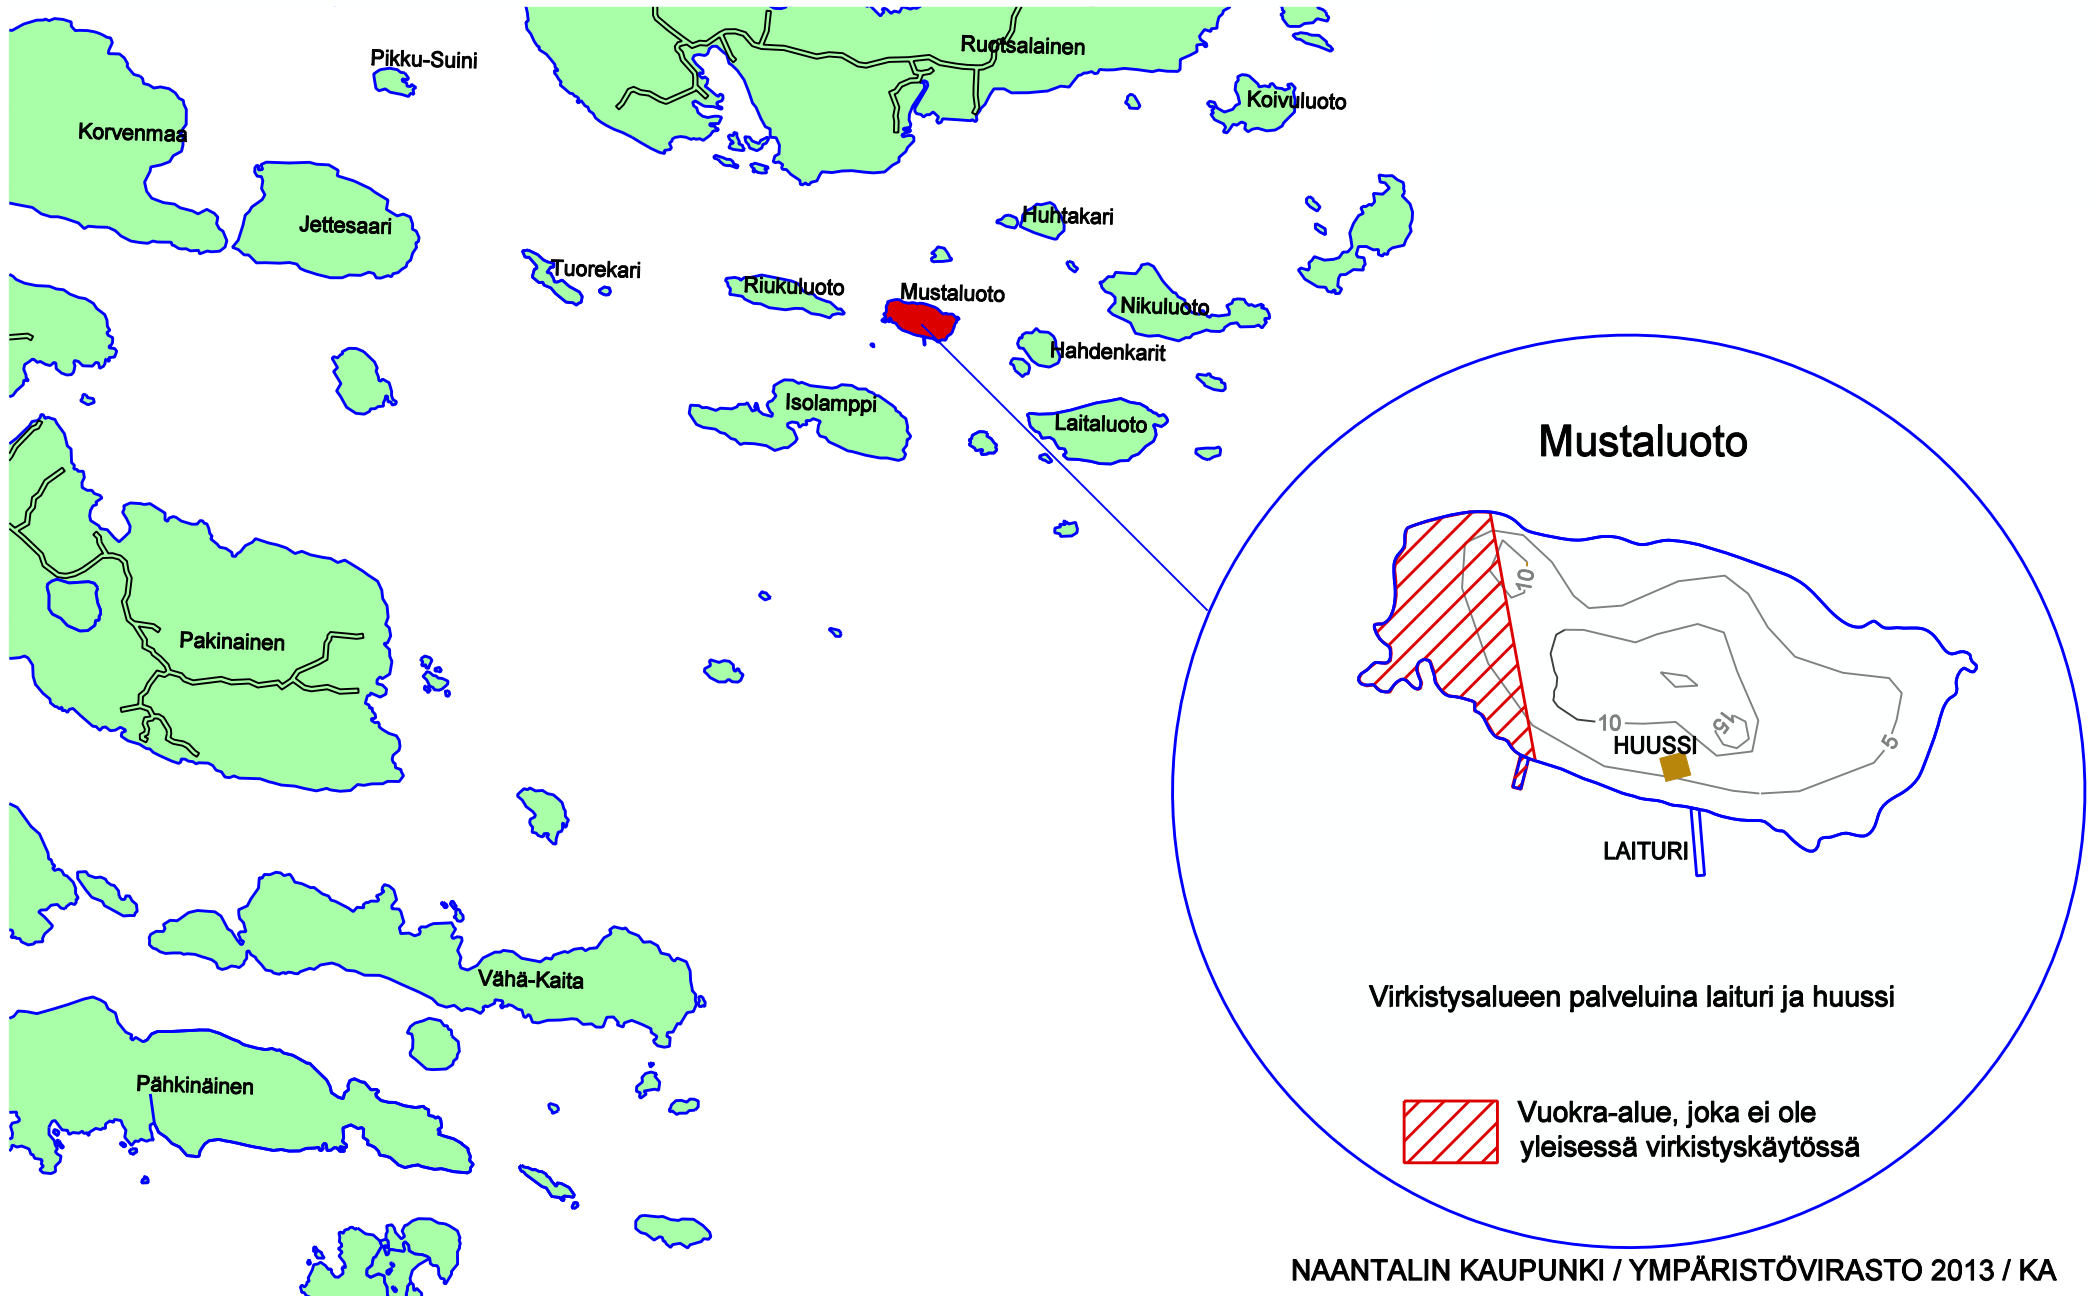 Ruotsalainen
Pikku-Suini
Koivuluoto
Korvenmaa
Huhtakari
Jettesaari
Tuorekari
Riukuluoto
Mustaluoto
Nikuluoto
Hahdenkarit
Isolamppi
Laitaluoto
Mustaluoto
10
Pakinainen
10
15
5
HUUSSI
LAITURI
Vähä-Kaita
Virkistysalueen palveluina laituri ja huussi
Pähkinäinen
Vuokra-alue, joka ei ole
yleisessä virkistyskäytössä
NAANTALIN KAUPUNKI / YMPÄRISTÖVIRASTO 2013 / KA